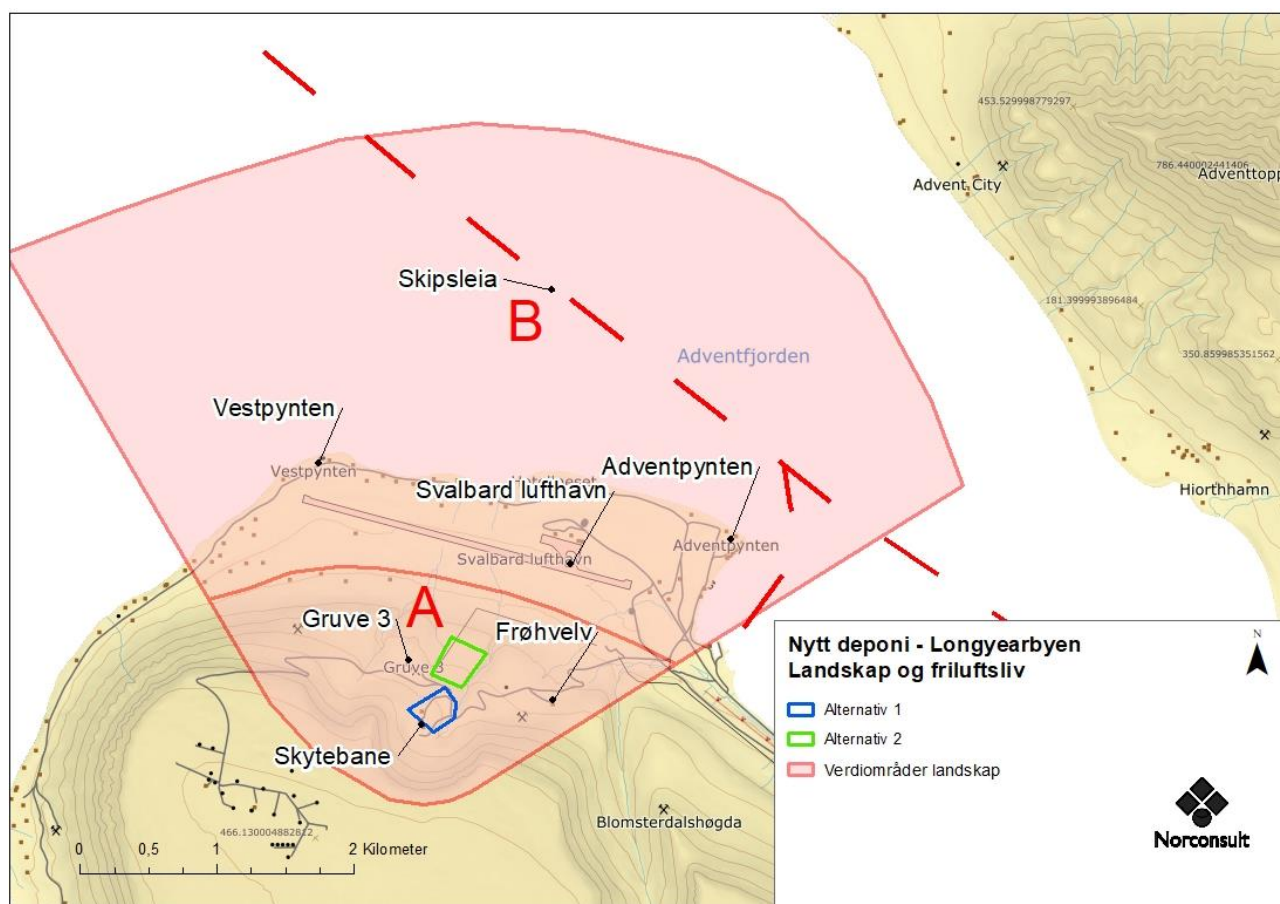 453.529998779297
786.440002441406
Adventtopp
Advent City
Skipsleia
B
181.399993896484
Adventfjorden
350.859985351562
Vestpynten
Vestpynten
Adventpynten
Svalbard lufthavn
Hiorthhamn
Svalbard lufthavn
Adventpynten
A
Gruve 3
Frøhvelv
Gruve 3
Skytebane
Blomsterdalshøgda
466.130004882812
0 0,5 1 2 Kilometer
Nytt deponi - Longyearbyen
Landskap og friluftsliv
N
Alternativ 1
Alternativ 2
Verdiområder landskap
Norconsult